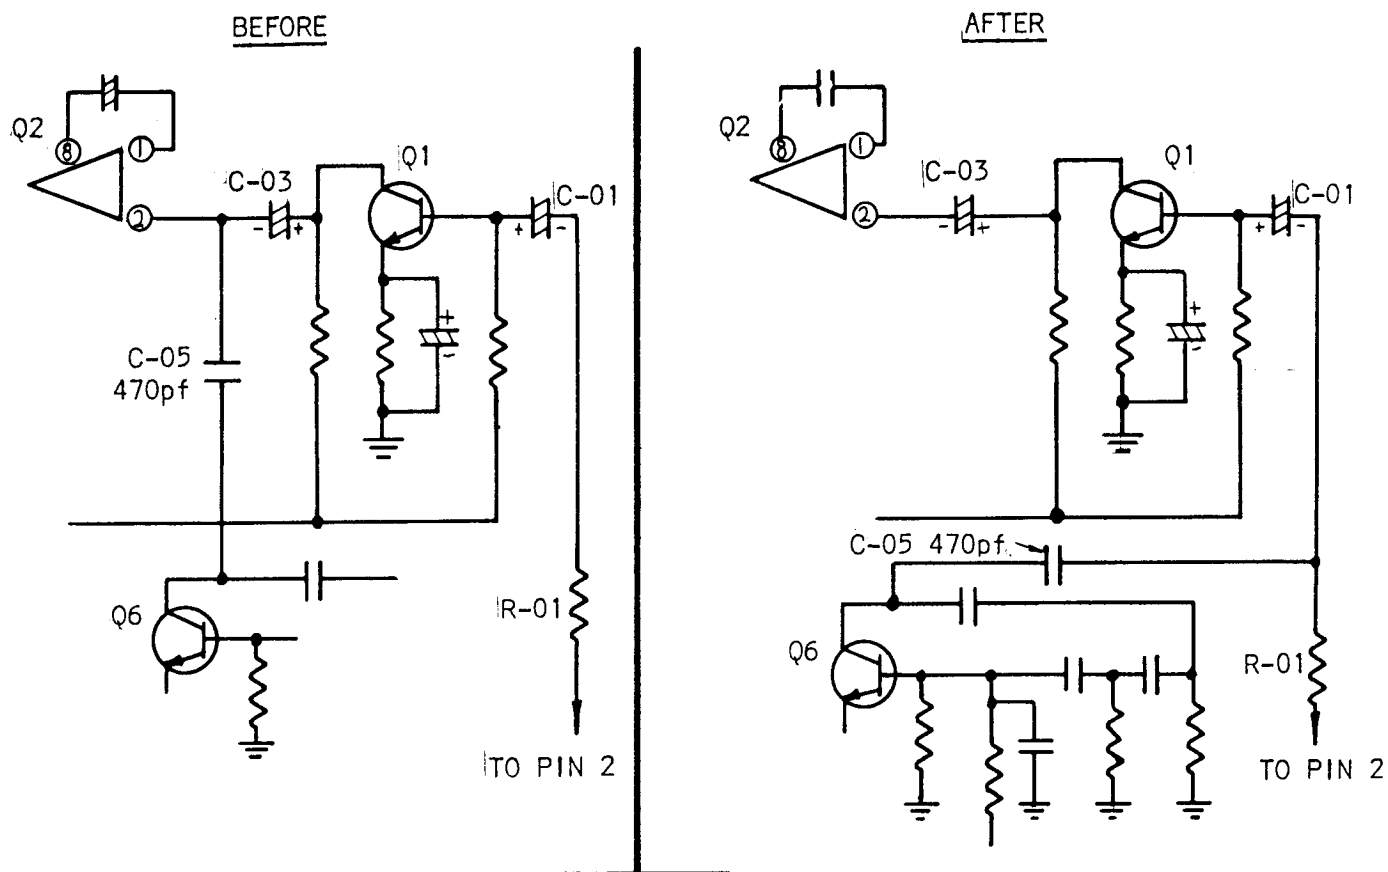 BEFORE
Q2
8
1
2
C-03
- +
Q1
C-01
+ -
+
-
C-05
470pf
Q6
R-01
TO PIN 2
AFTER
Q2
8
1
2
C-03
- +
Q1
C-01
+ -
+
-
C-05 470pf
Q6
R-01
TO PIN 2